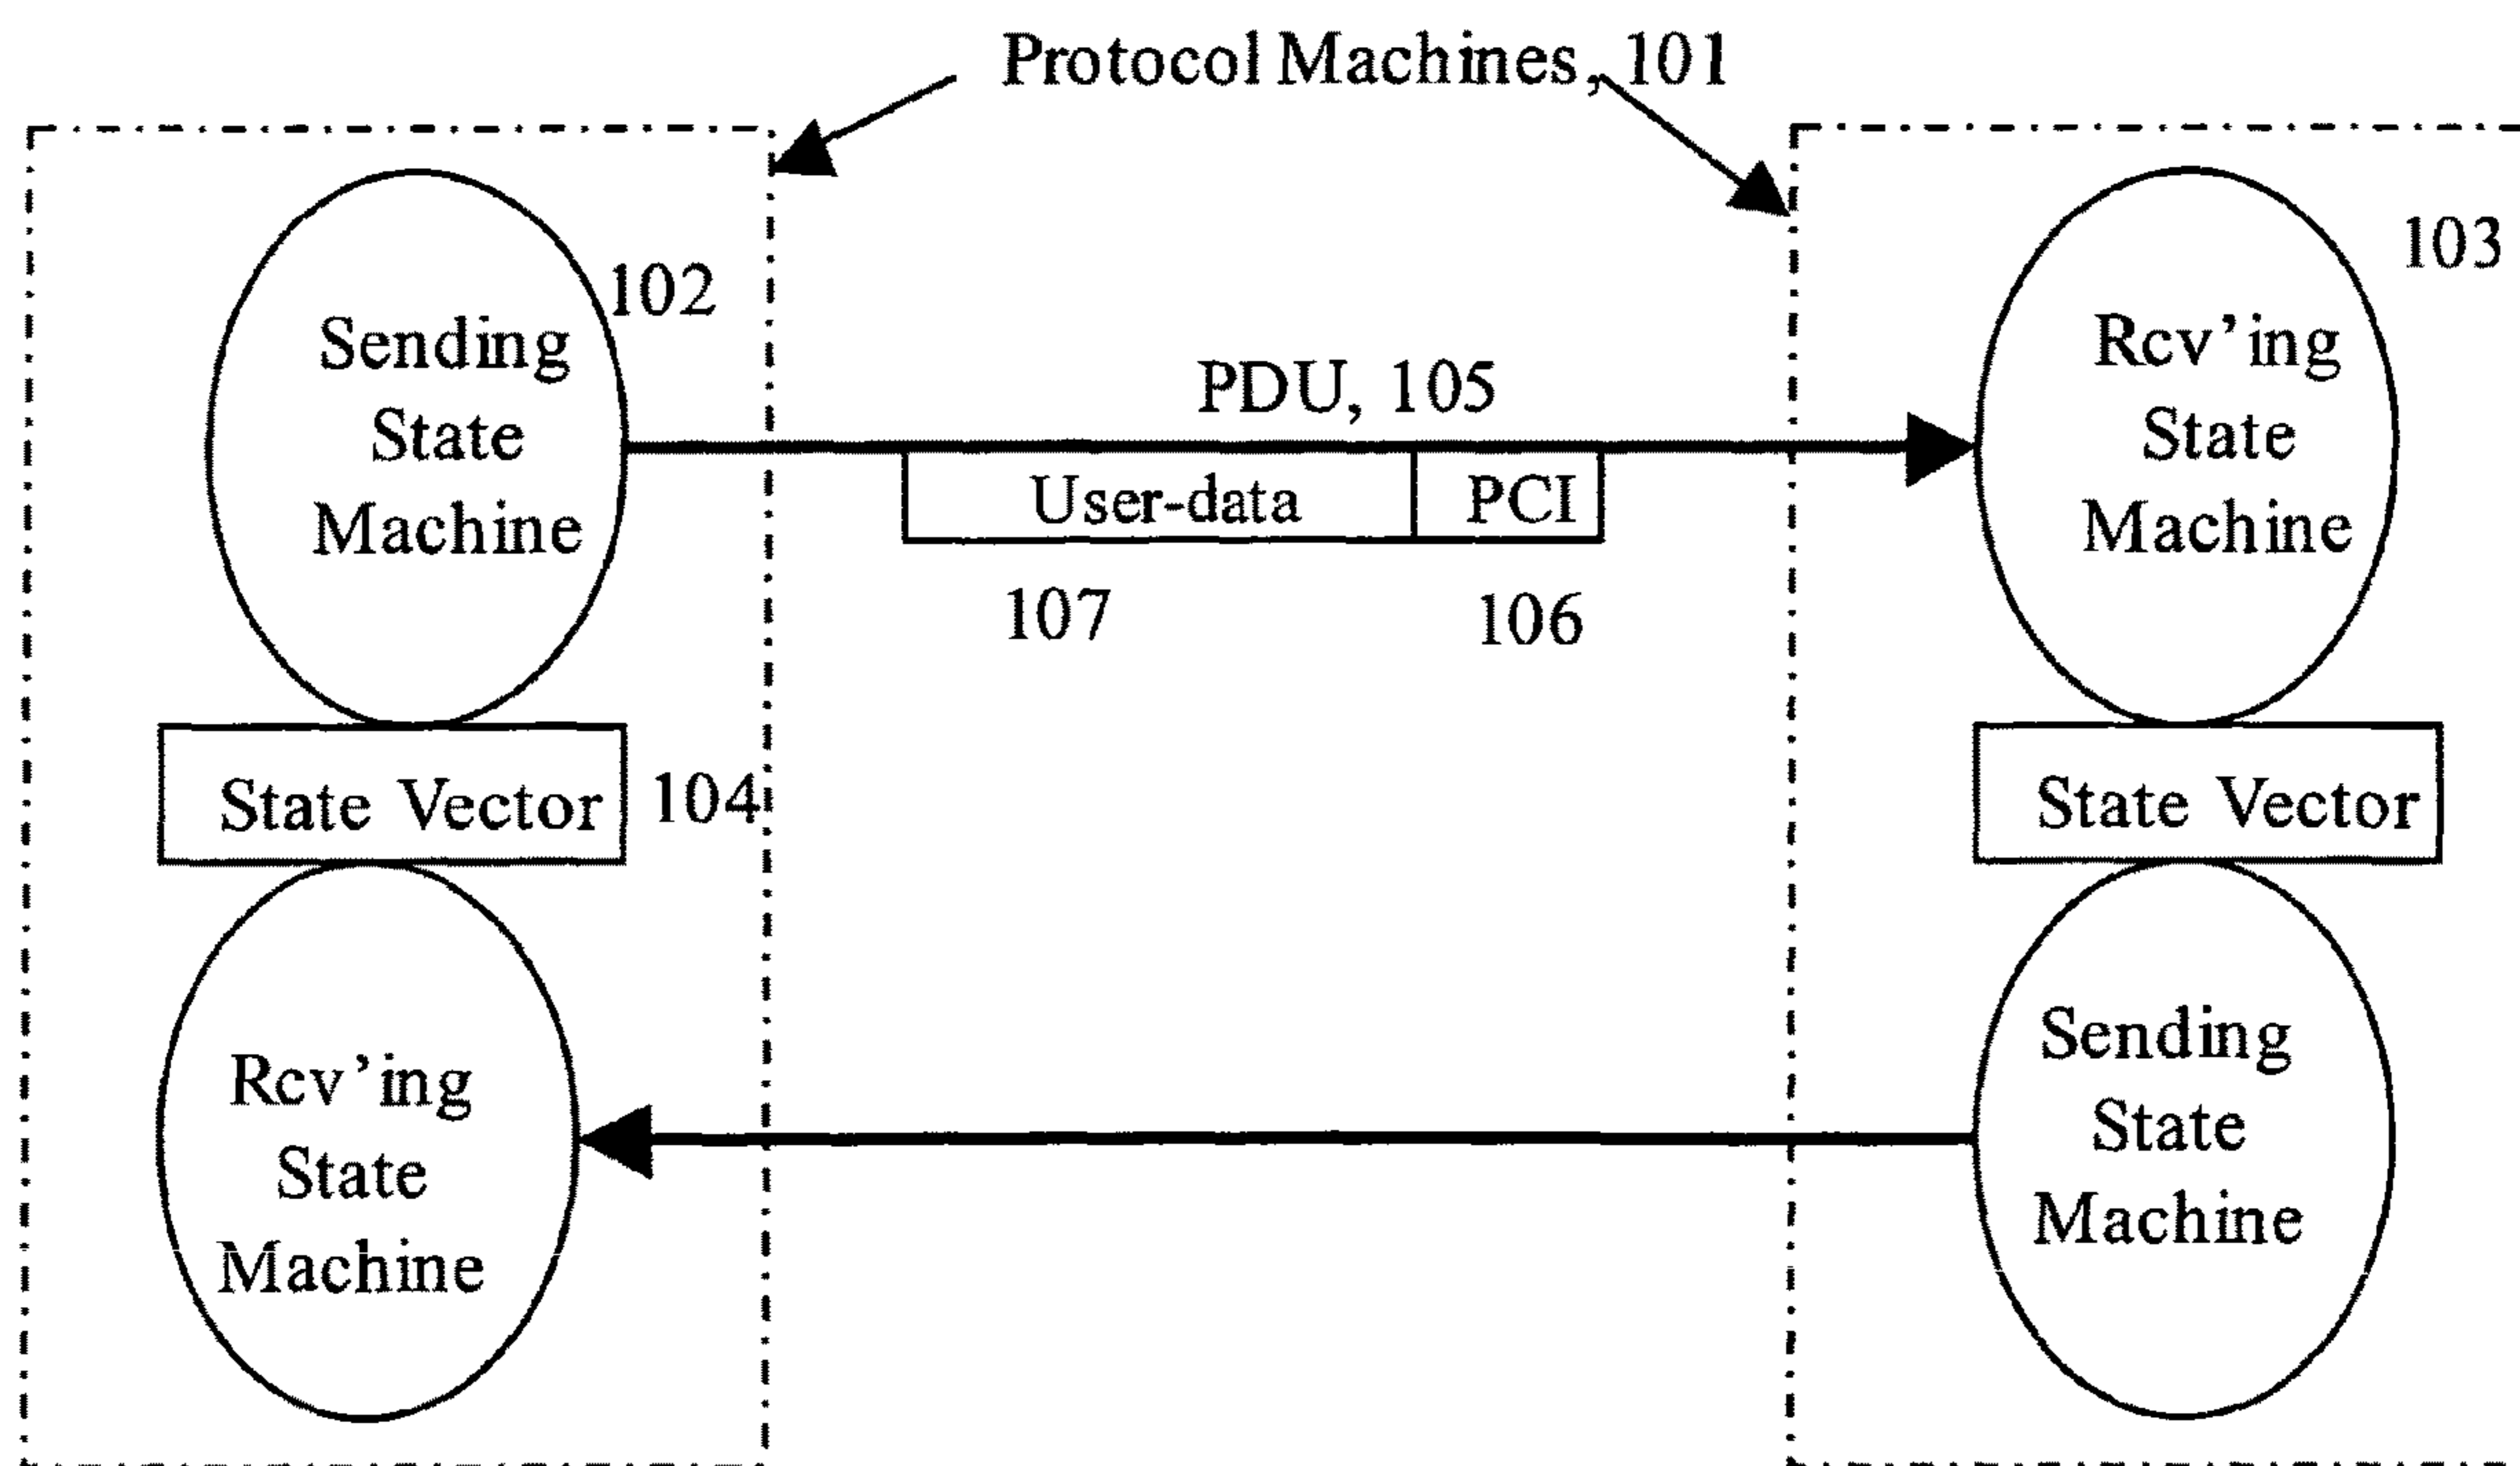 Protocol Machines, 101
102
Sending
State
Machine
PDU, 105
User-data
PCI
107
106
103
Rcv’ing
State
Machine
State Vector
104
State Vector
Rcv’ing
State
Machine
Sending
State
Machine